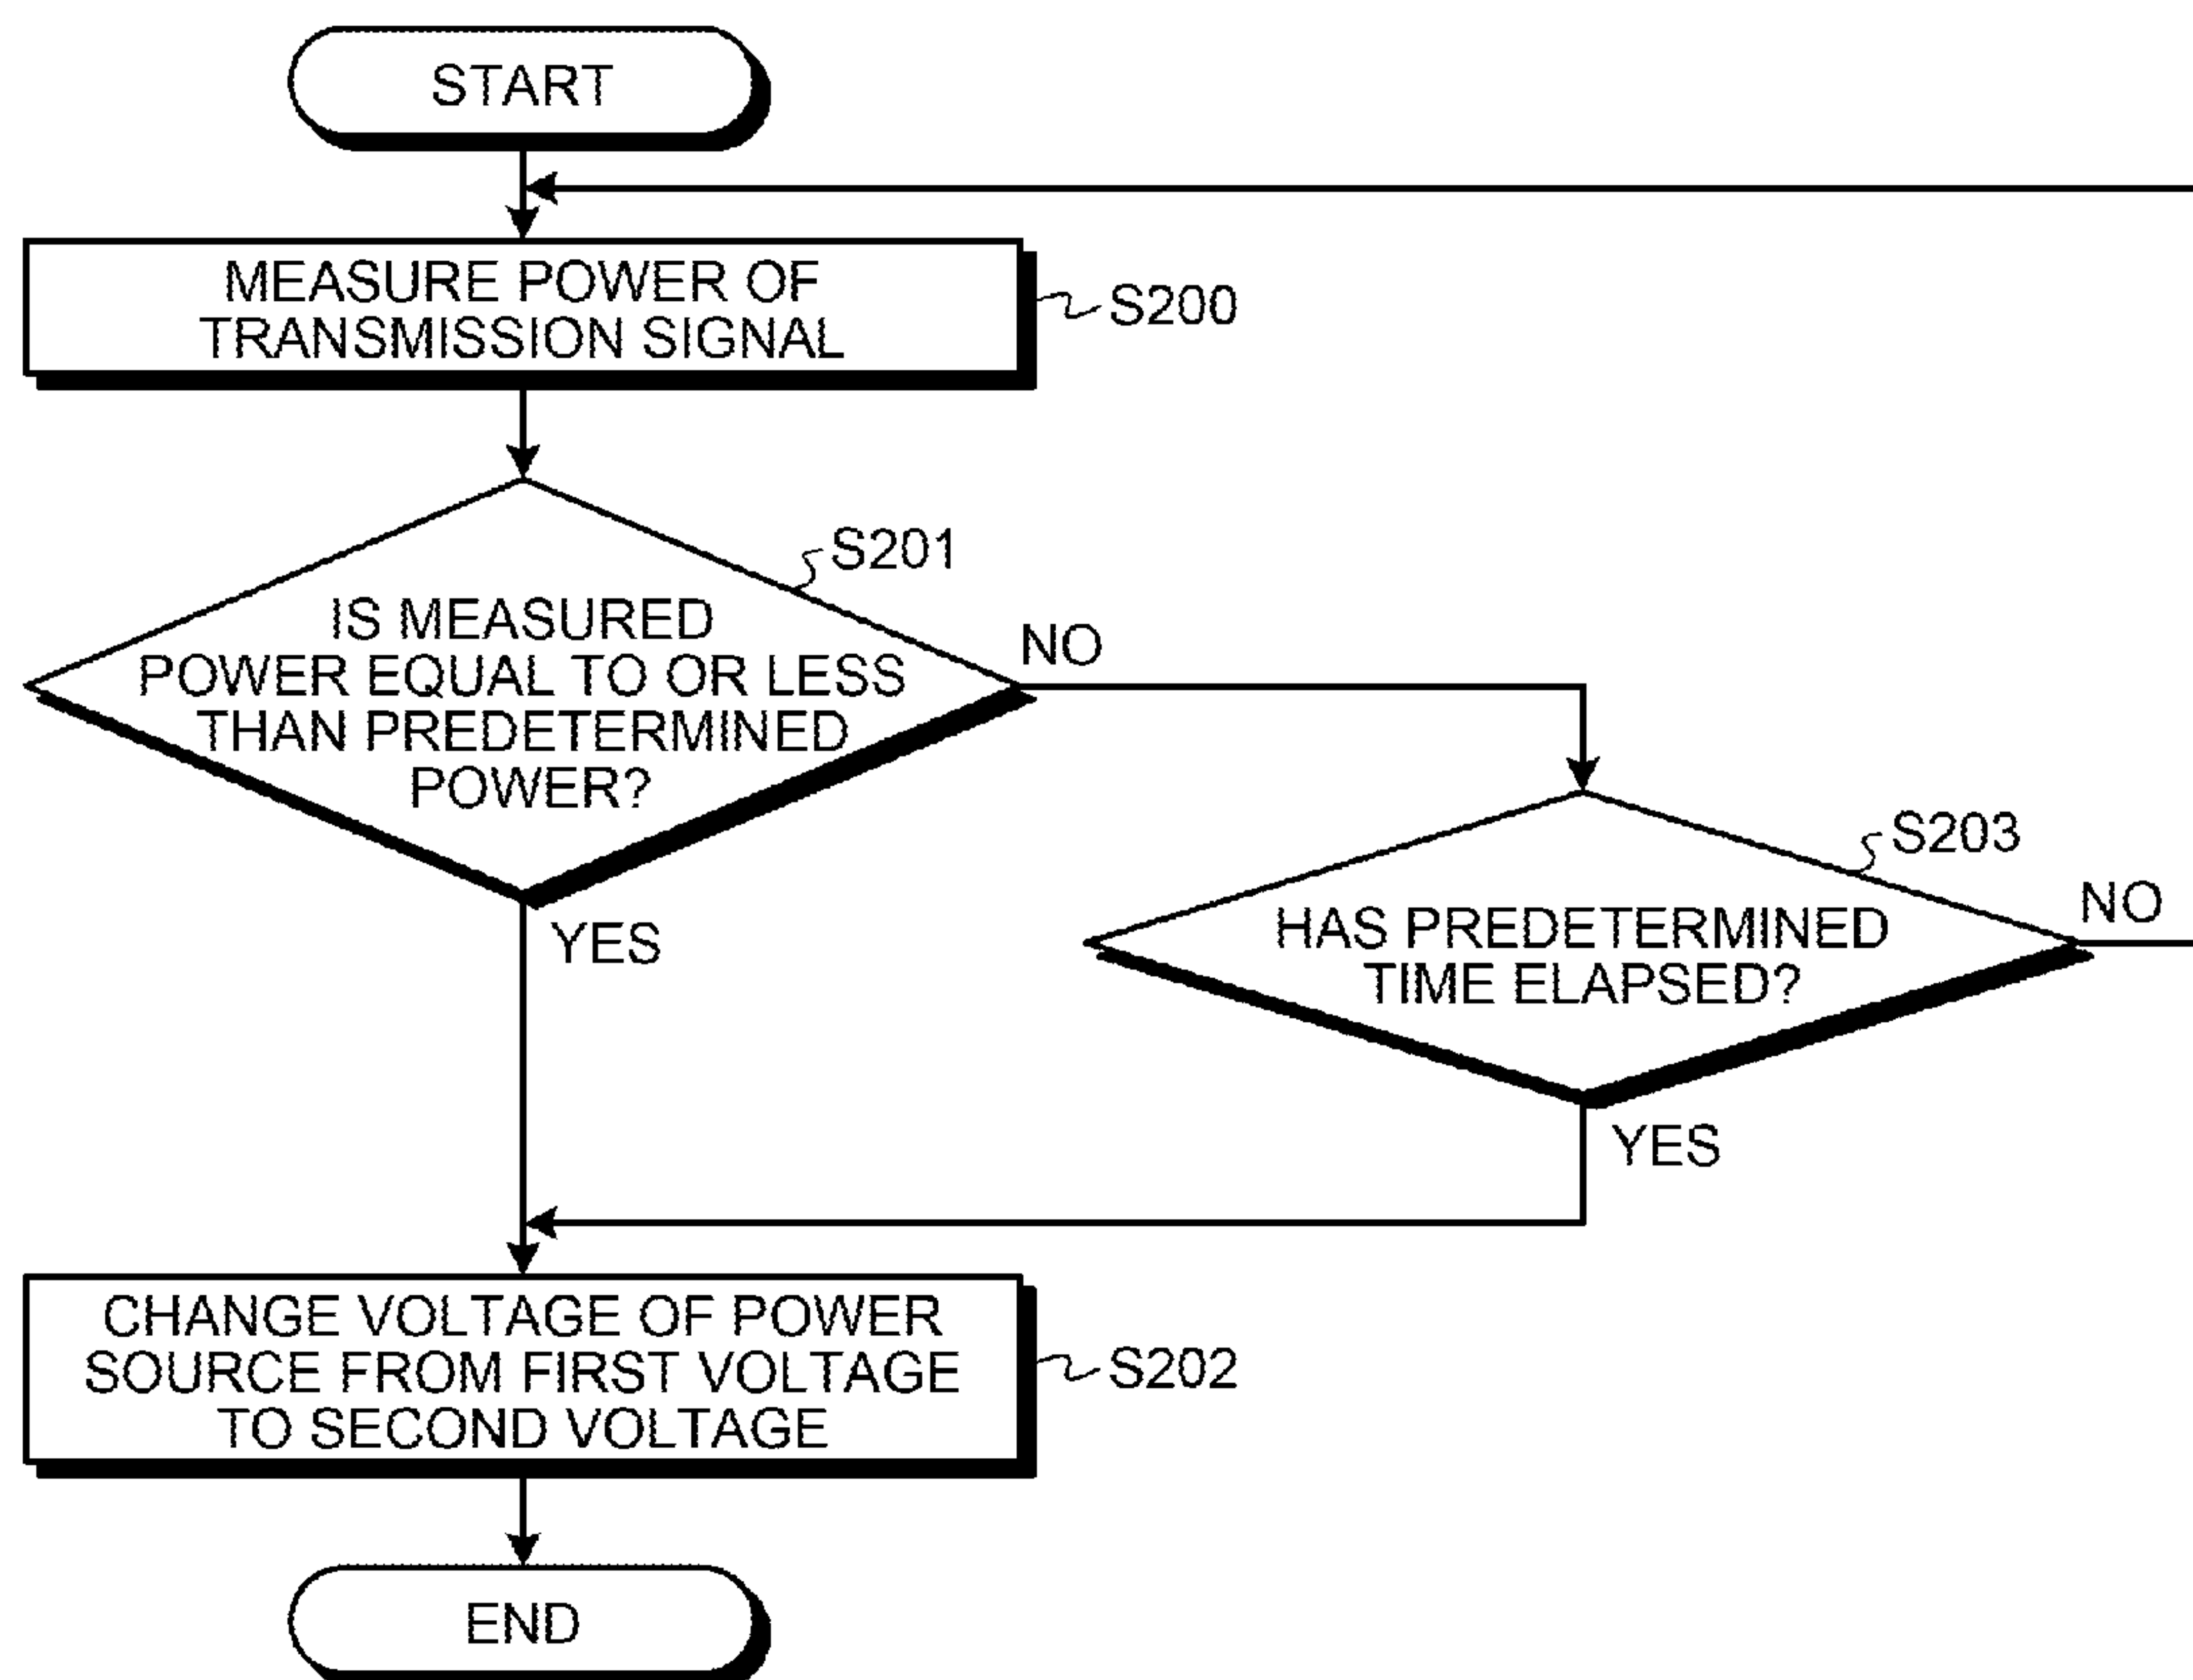 START
MEASURE POWER OF
TRANSMISSION SIGNAL
S200
S201
IS MEASURED
POWER EQUAL TO OR LESS
THAN PREDETERMINED
POWER?
NO
YES
S203
HAS PREDETERMINED
TIME ELAPSED?
NO
YES
CHANGE VOLTAGE OF POWER
SOURCE FROM FIRST VOLTAGE
TO SECOND VOLTAGE
S202
END